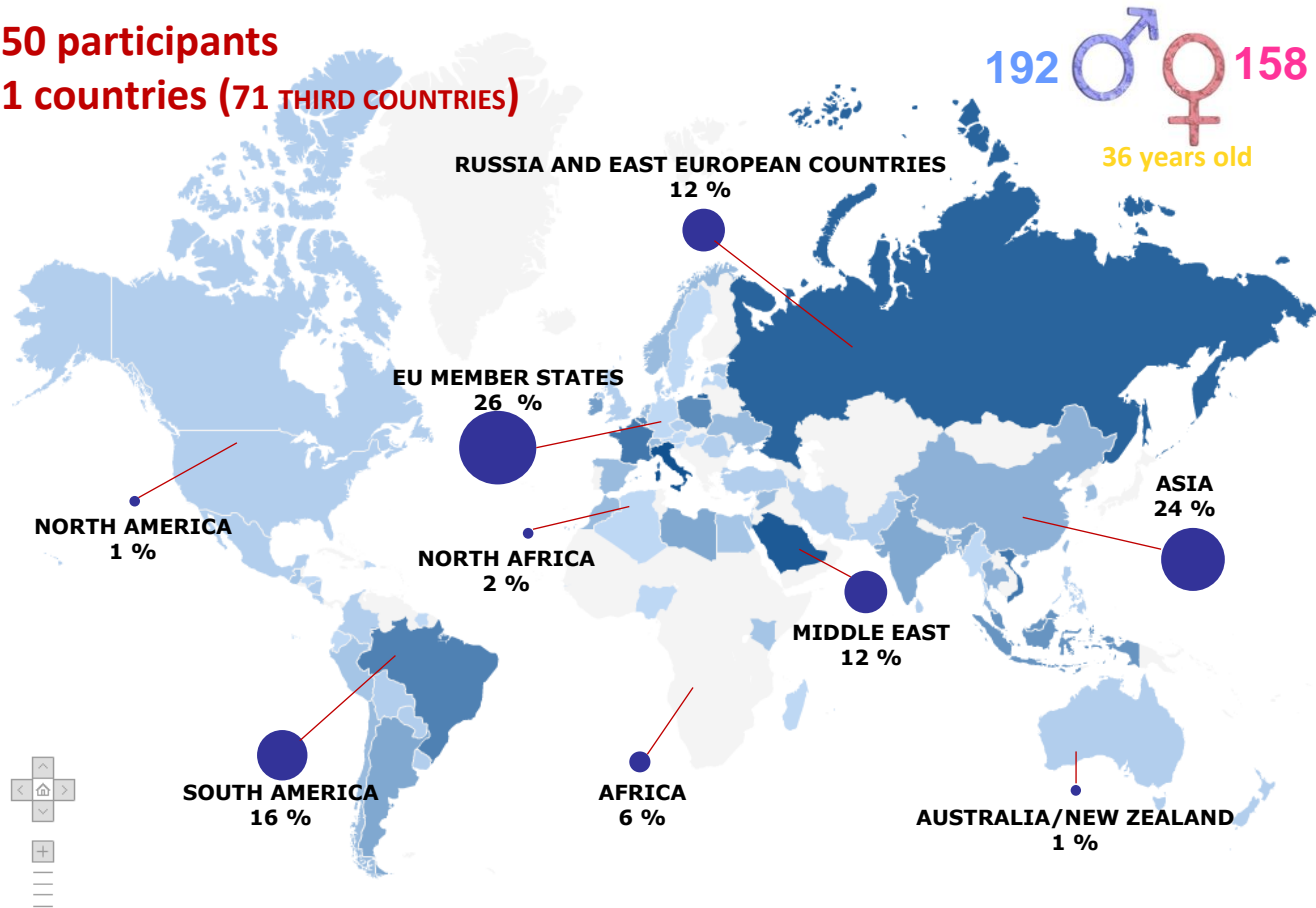 50 participants
1 countries (71 THIRD COUNTRIES)
192
158
36 years old
RUSSIA AND EAST EUROPEAN COUNTRIES
12 %
EU MEMBER STATES
26 %
ASIA
24 %
NORTH AMERICA
1 %
NORTH AFRICA
2 %
MIDDLE EAST
12 %
SOUTH AMERICA
16 %
AFRICA
6 %
AUSTRALIA/NEW ZEALAND
1 %